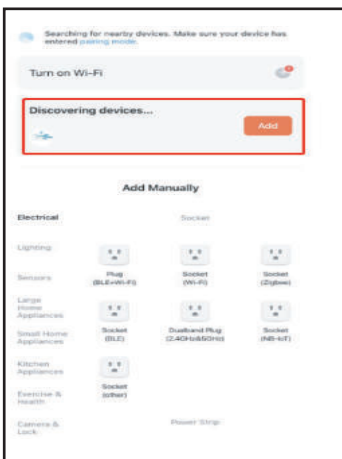 Searching for nearby devices. Make sure your device has
entered pairing mode.
Turn on Wi-Fi
Discovering devices...
Add
Add Manually
Electrical
Socket
Lighting
Plug
(BLE+Wi-Fi)
Socket
(Wi-Fi)
Socket
(Zigbee)
Sensors
Large
Home
Appliances
Socket
(BLE)
Dualband Plug
(2.4GHz&5GHz)
Socket
(NB-IoT)
Small Home
Appliances
Kitchen
Appliances
Socket
(other)
Exercise &
Health
Camera &
Lock
Power Strip